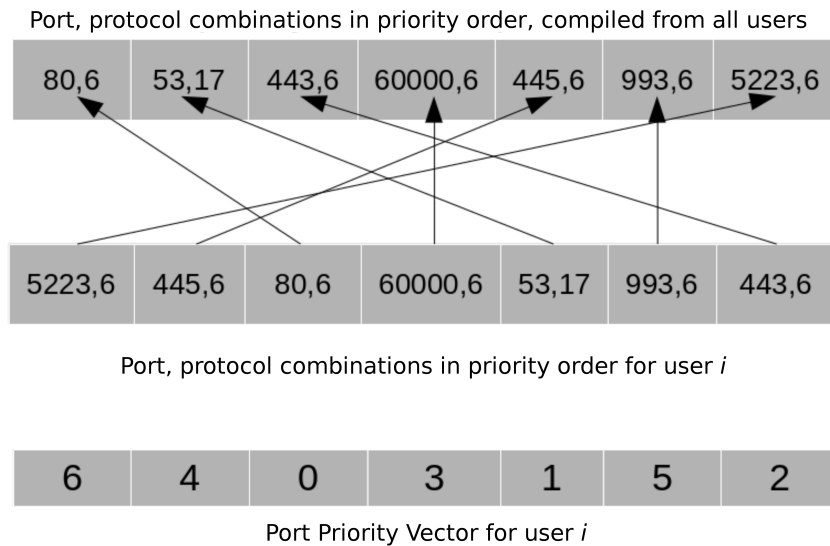 Port, protocol combinations in priority order, compiled from all users
80,6 53,17 443,6 60000,6 445,6 993,6 5223,6
5223,6 445,6 80,6 60000,6 53,17 993,6 443,6
Port, protocol combinations in priority order for user i
6 4 0 3 1 5 2
Port Priority Vector for user i